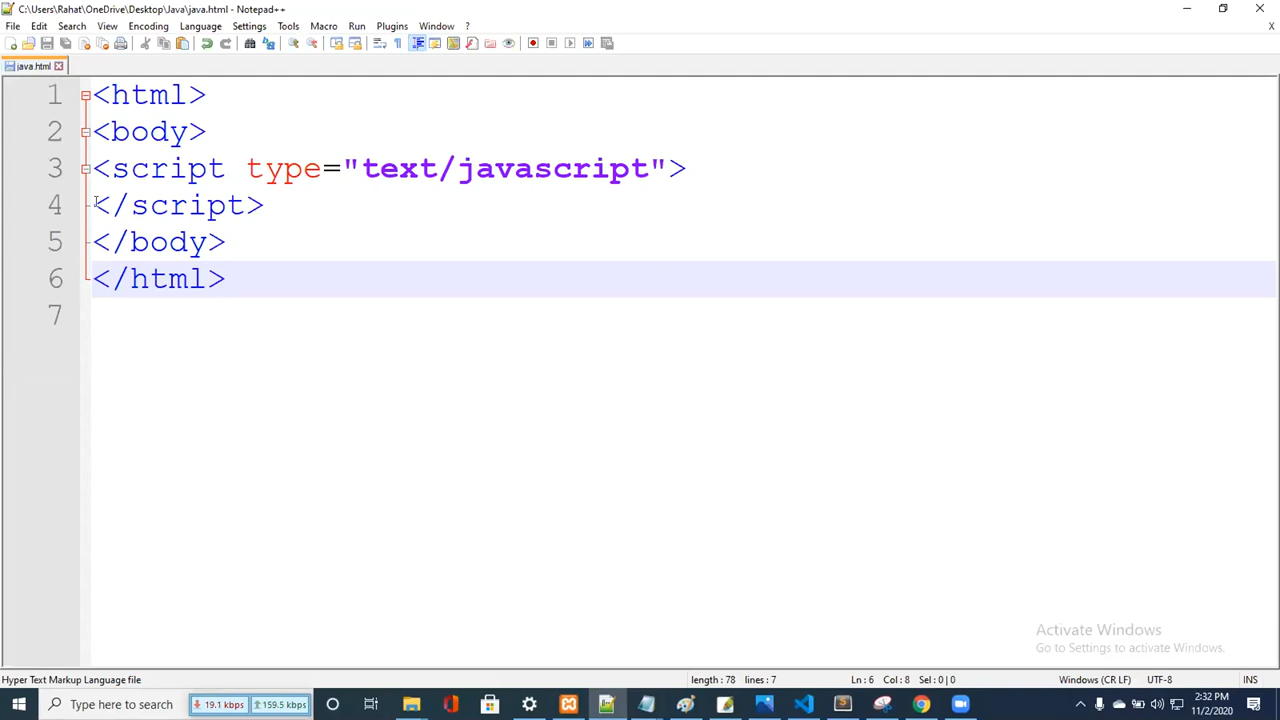 C:\Users\Rahat\OneDrive\Desktop\Java\java.html - Notepad++
File Edit Search View Encoding Language Settings Tools Macro Run Plugins Window ? X
java.html
1 <html>
2 <body>
3 <script type="text/javascript">
4 </script>
5 </body>
6 </html>
7
Activate Windows
Go to Settings to activate Windows.
Hyper Text Markup Language file length : 78 lines : 7 Ln : 6 Col : 8 Sel : 0 | 0 Windows (CR LF) UTF-8 INS
Type here to search 19.1 kbps 159.5 kbps 2:32 PM
11/2/2020